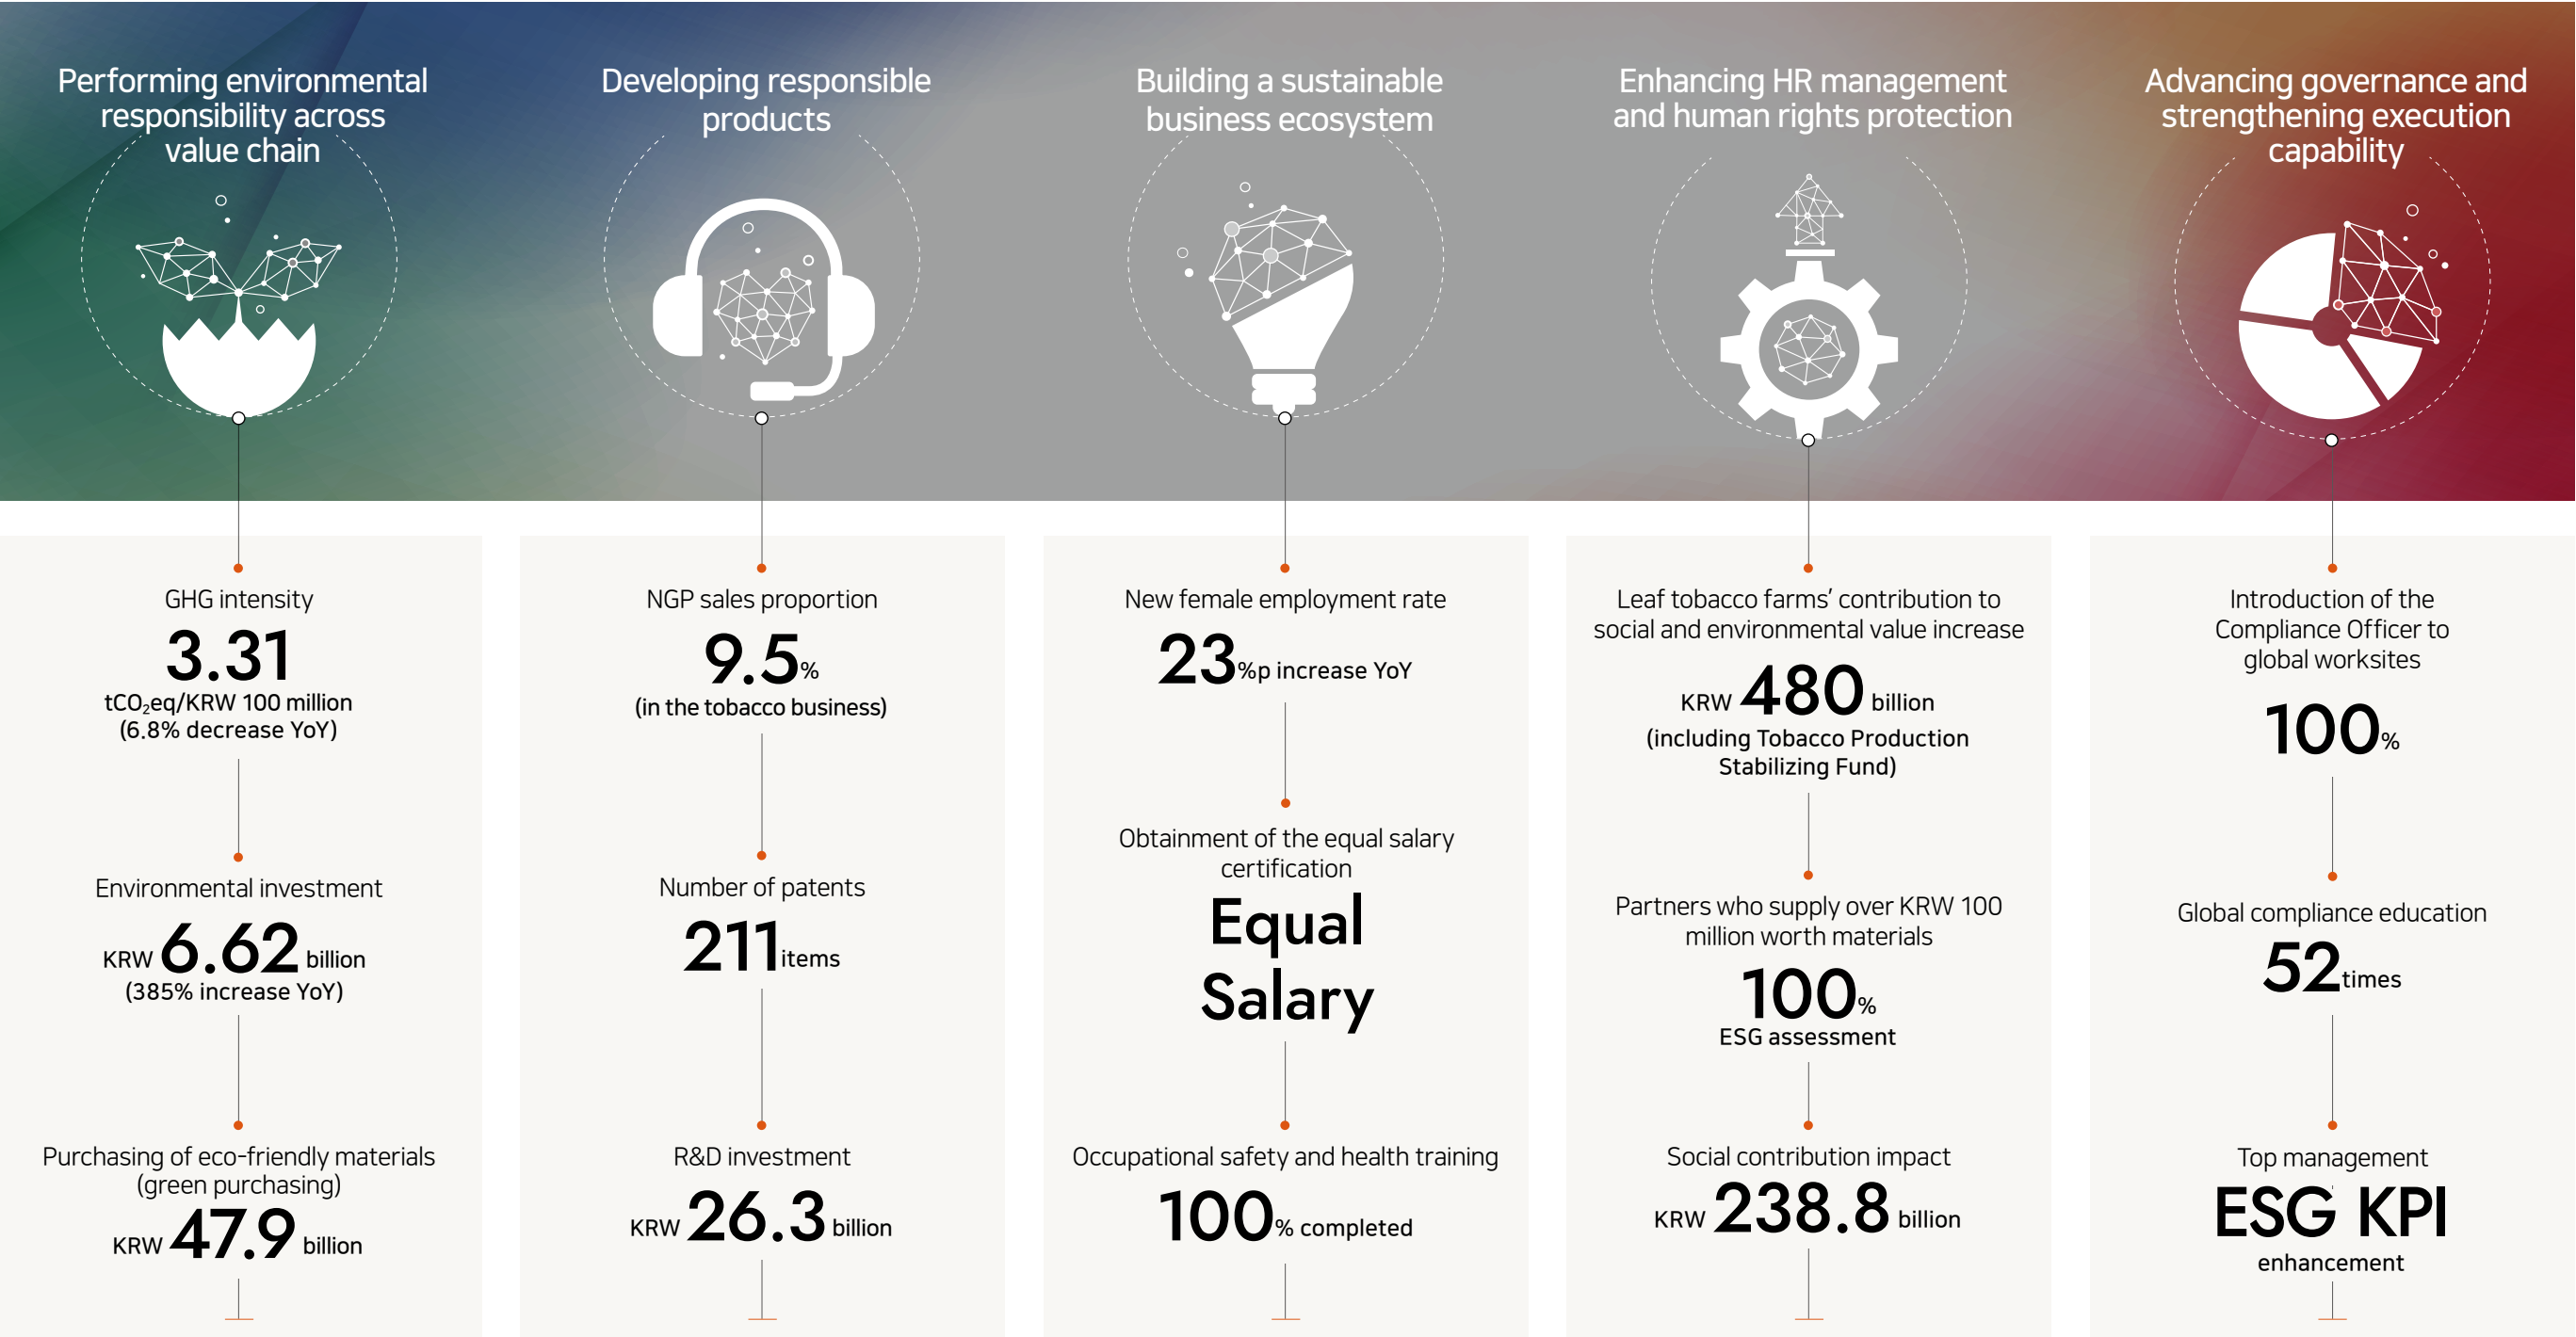 Performing environmental
responsibility across
value chain
GHG intensity
3.31
tCO₂eq/KRW 100 million
(6.8% decrease YoY)
Environmental investment
KRW 6.62 billion
(385% increase YoY)
Purchasing of eco-friendly materials
(green purchasing)
KRW 47.9 billion
Developing responsible
products
NGP sales proportion
9.5%
(in the tobacco business)
Number of patents
211items
R&D investment
KRW 26.3 billion
Building a sustainable
business ecosystem
New female employment rate
23%p increase YoY
Obtainment of the equal salary
certification
Equal
Salary
Occupational safety and health training
100% completed
Enhancing HR management
and human rights protection
Leaf tobacco farms’ contribution to
social and environmental value increase
KRW 480 billion
(including Tobacco Production
Stabilizing Fund)
Partners who supply over KRW 100
million worth materials
100%
ESG assessment
Social contribution impact
KRW 238.8 billion
Advancing governance and
strengthening execution
capability
Introduction of the
Compliance Officer to
global worksites
100%
Global compliance education
52times
Top management
ESG KPI
enhancement